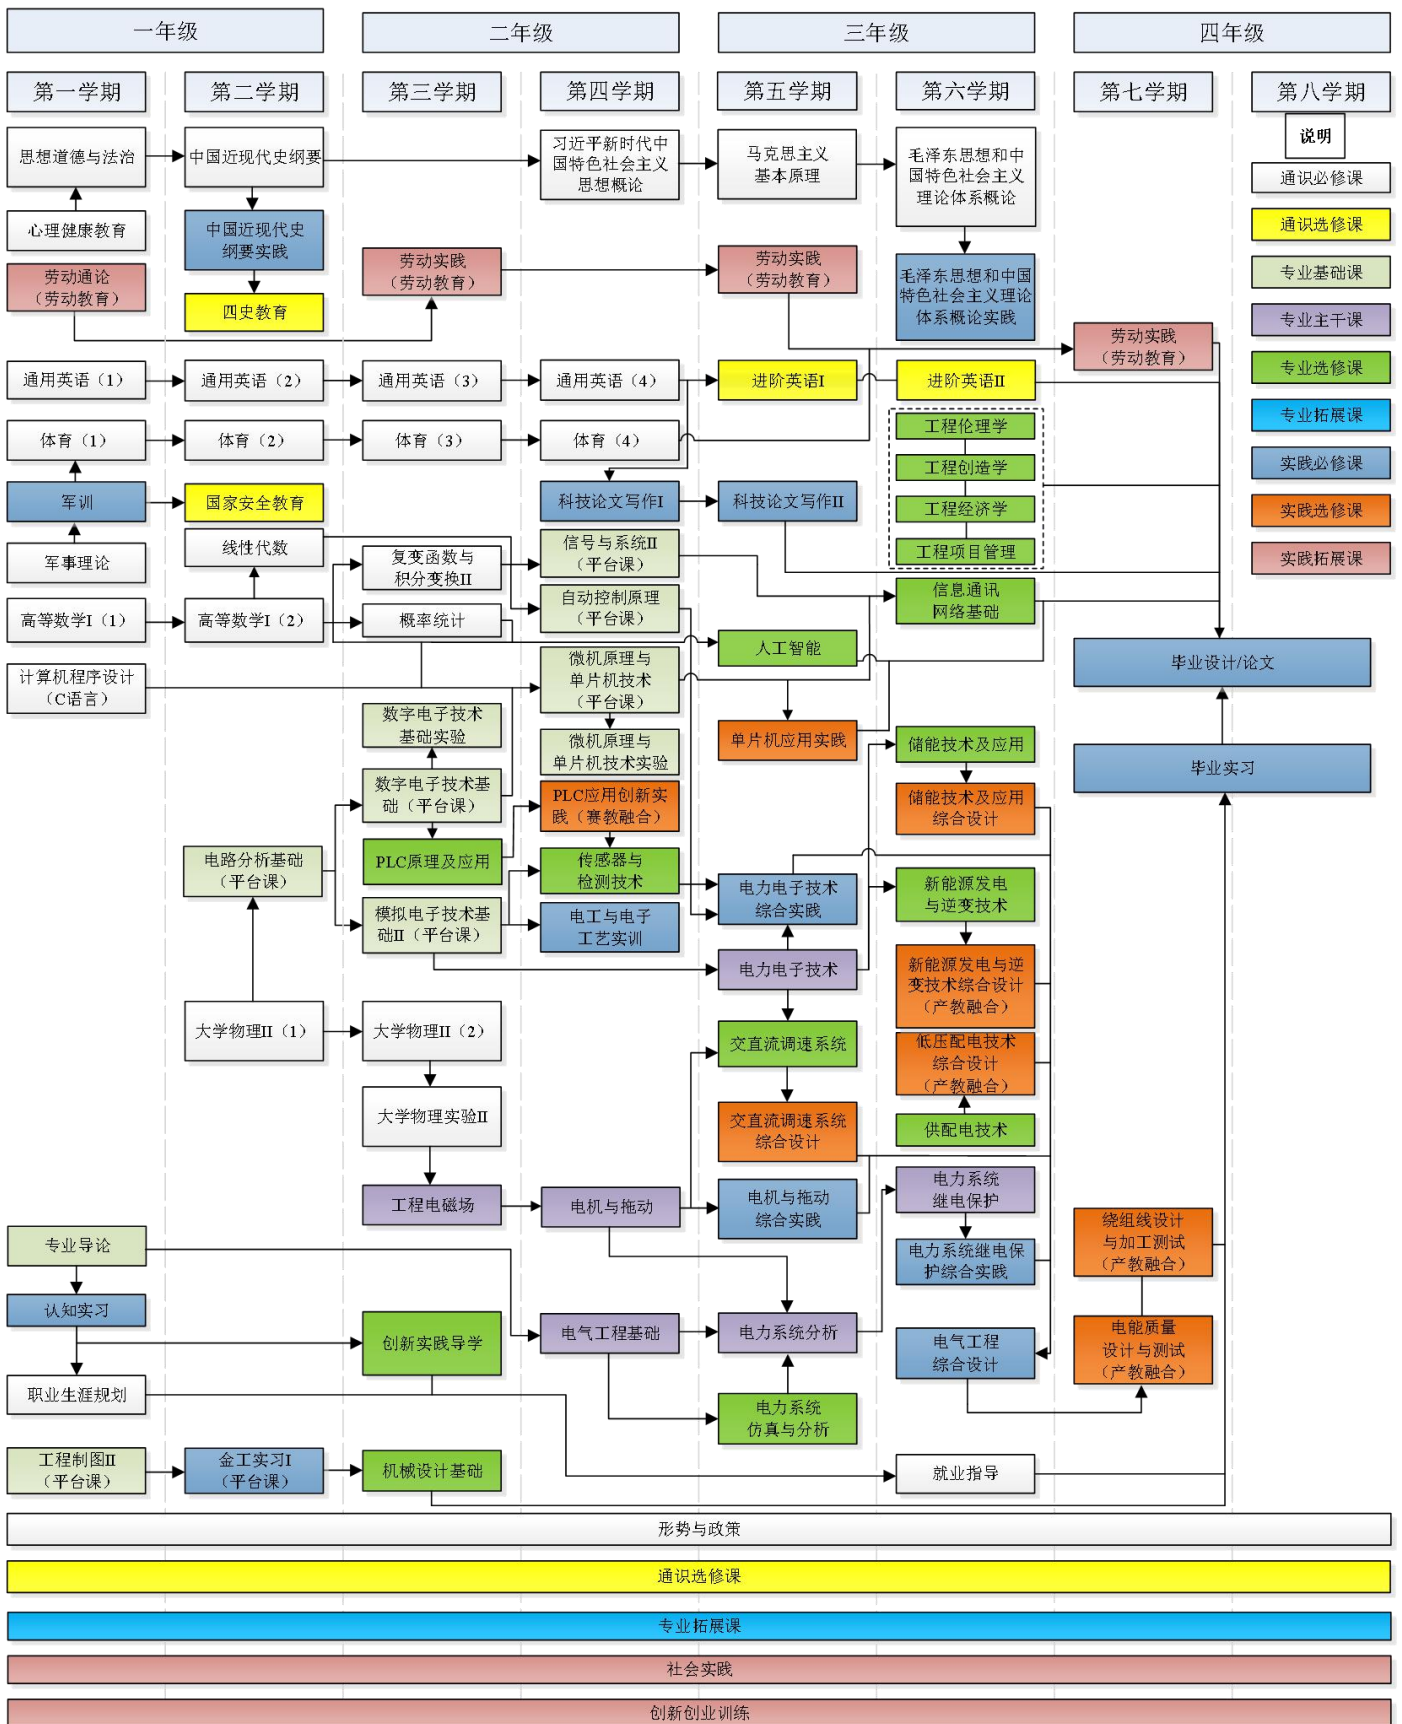 一年级
二年级
三年级
四年级
第一学期
第二学期
第三学期
第四学期
第五学期
第六学期
第七学期
第八学期
思想道德与法治
心理健康教育
劳动通论
（劳动教育）
通用英语（1）
体育（1）
军训
军事理论
高等数学I（1）
计算机程序设计
（C语言）
专业导论
认知实习
职业生涯规划
工程制图II
（平台课）
中国近现代史纲要
中国近现代史
纲要实践
四史教育
通用英语（2）
体育（2）
国家安全教育
线性代数
高等数学I（2）
电路分析基础
（平台课）
大学物理II（1）
金工实习I
（平台课）
劳动实践
（劳动教育）
通用英语（3）
体育（3）
复变函数与
积分变换II
概率统计
数字电子技术
基础实验
数字电子技术基
础（平台课）
PLC原理及应用
模拟电子技术基
础II（平台课）
大学物理II（2）
大学物理实验II
工程电磁场
创新实践导学
机械设计基础
习近平新时代中
国特色社会主义
思想概论
通用英语（4）
体育（4）
科技论文写作I
信号与系统II
（平台课）
自动控制原理
（平台课）
微机原理与
单片机技术
（平台课）
微机原理与
单片机技术实验
PLC应用创新实
践（赛教融合）
传感器与
检测技术
电工与电子
工艺实训
电机与拖动
电气工程基础
马克思主义
基本原理
劳动实践
（劳动教育）
进阶英语I
科技论文写作II
人工智能
单片机应用实践
电力电子技术
综合实践
电力电子技术
交直流调速系统
交直流调速系统
综合设计
电机与拖动
综合实践
电力系统分析
电力系统
仿真与分析
毛泽东思想和中
国特色社会主义
理论体系概论
毛泽东思想和中国
特色社会主义理论
体系概论实践
进阶英语II
工程伦理学
工程创造学
工程经济学
工程项目管理
信息通讯
网络基础
储能技术及应用
储能技术及应用
综合设计
新能源发电
与逆变技术
新能源发电与逆
变技术综合设计
（产教融合）
低压配电技术
综合设计
（产教融合）
供配电技术
电力系统
继电保护
电力系统继电保
护综合实践
电气工程
综合设计
就业指导
劳动实践
（劳动教育）
毕业设计/论文
毕业实习
绕组线设计
与加工测试
（产教融合）
电能质量
设计与测试
（产教融合）
说明
通识必修课
通识选修课
专业基础课
专业主干课
专业选修课
专业拓展课
实践必修课
实践选修课
实践拓展课
形势与政策
通识选修课
专业拓展课
社会实践
创新创业训练